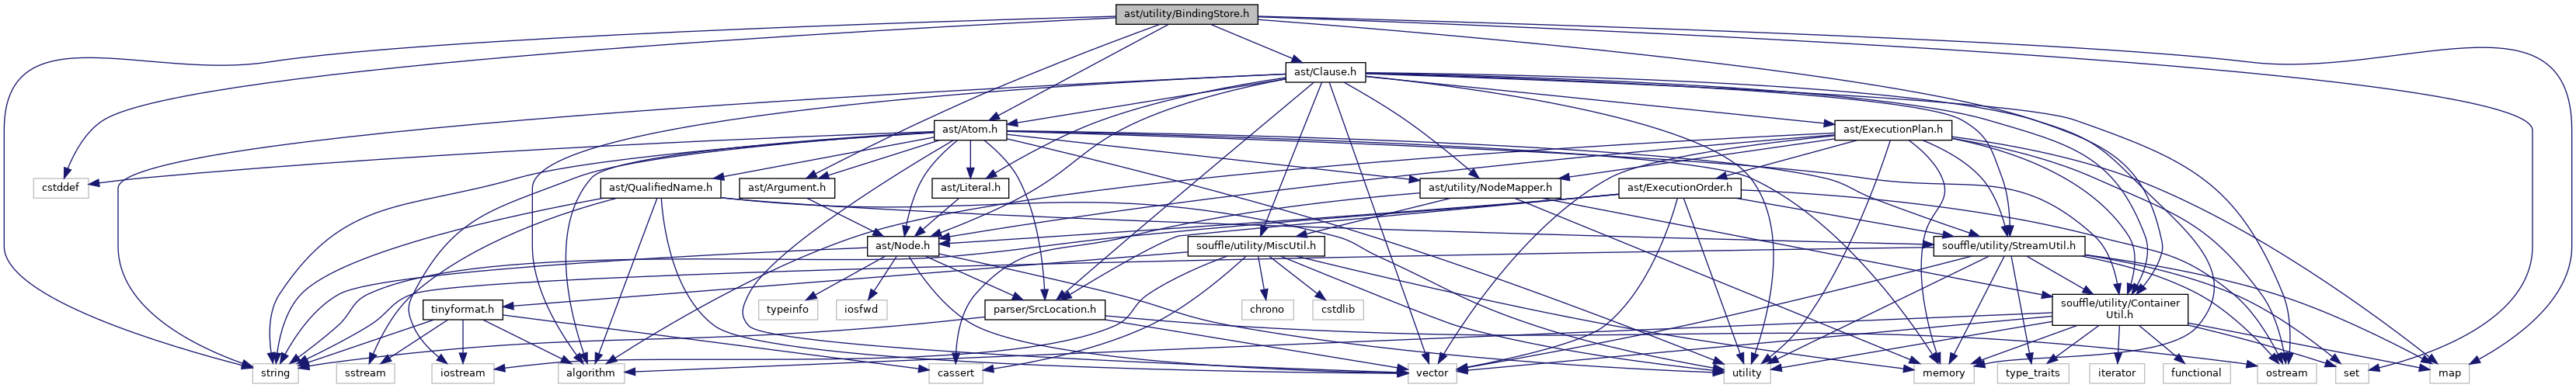 ast/utility/BindingStore.h
ast/Clause.h
ast/Atom.h
ast/ExecutionPlan.h
cstddef
ast/QualifiedName.h
ast/Argument.h
ast/Literal.h
ast/utility/NodeMapper.h
ast/ExecutionOrder.h
ast/Node.h
souffle/utility/MiscUtil.h
souffle/utility/StreamUtil.h
tinyformat.h
typeinfo
iosfwd
parser/SrcLocation.h
chrono
cstdlib
souffle/utility/Container
Util.h
string
sstream
iostream
algorithm
cassert
vector
utility
memory
type_traits
iterator
functional
ostream
set
map